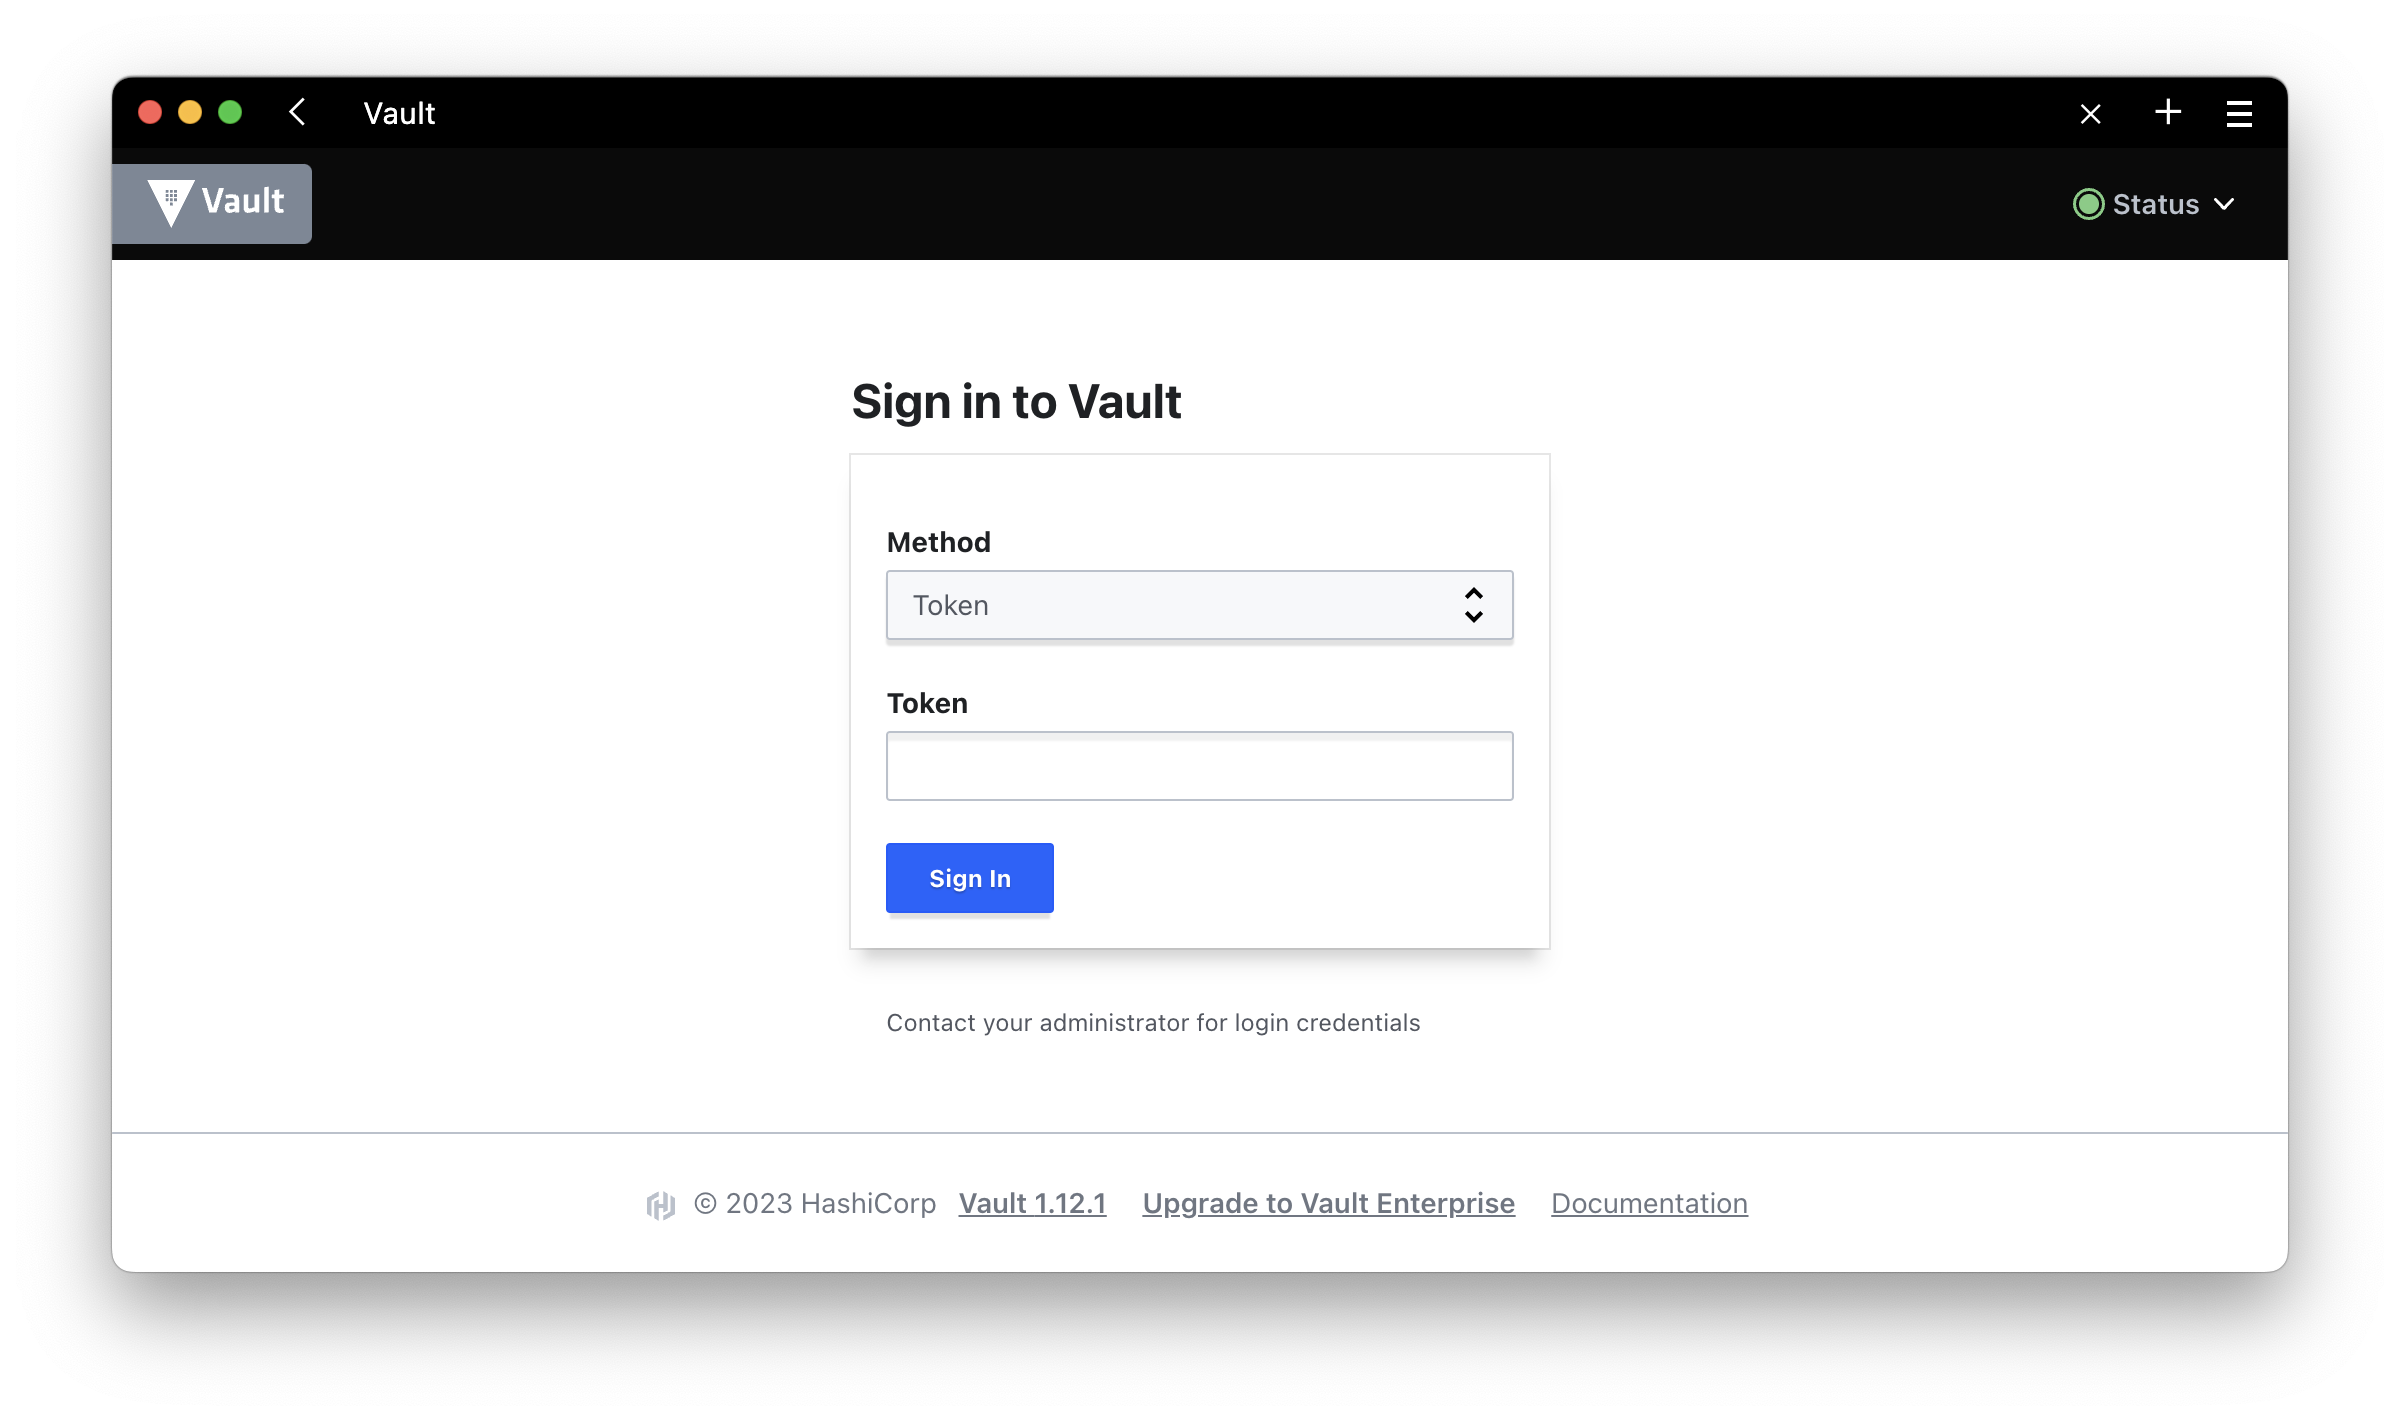 Vault
Vault
Status
Sign in to Vault
Method
Token
Token
Sign In
Contact your administrator for login credentials
© 2023 HashiCorp Vault 1.12.1 Upgrade to Vault Enterprise Documentation